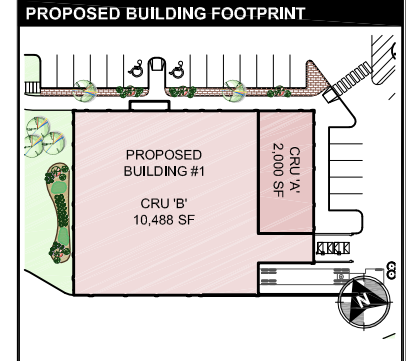 PROPOSED BUILDING FOOTPRINT
PROPOSED
BUILDING #1
CRU 'B'
10,488 SF
CRU 'A'
2,000 SF
N